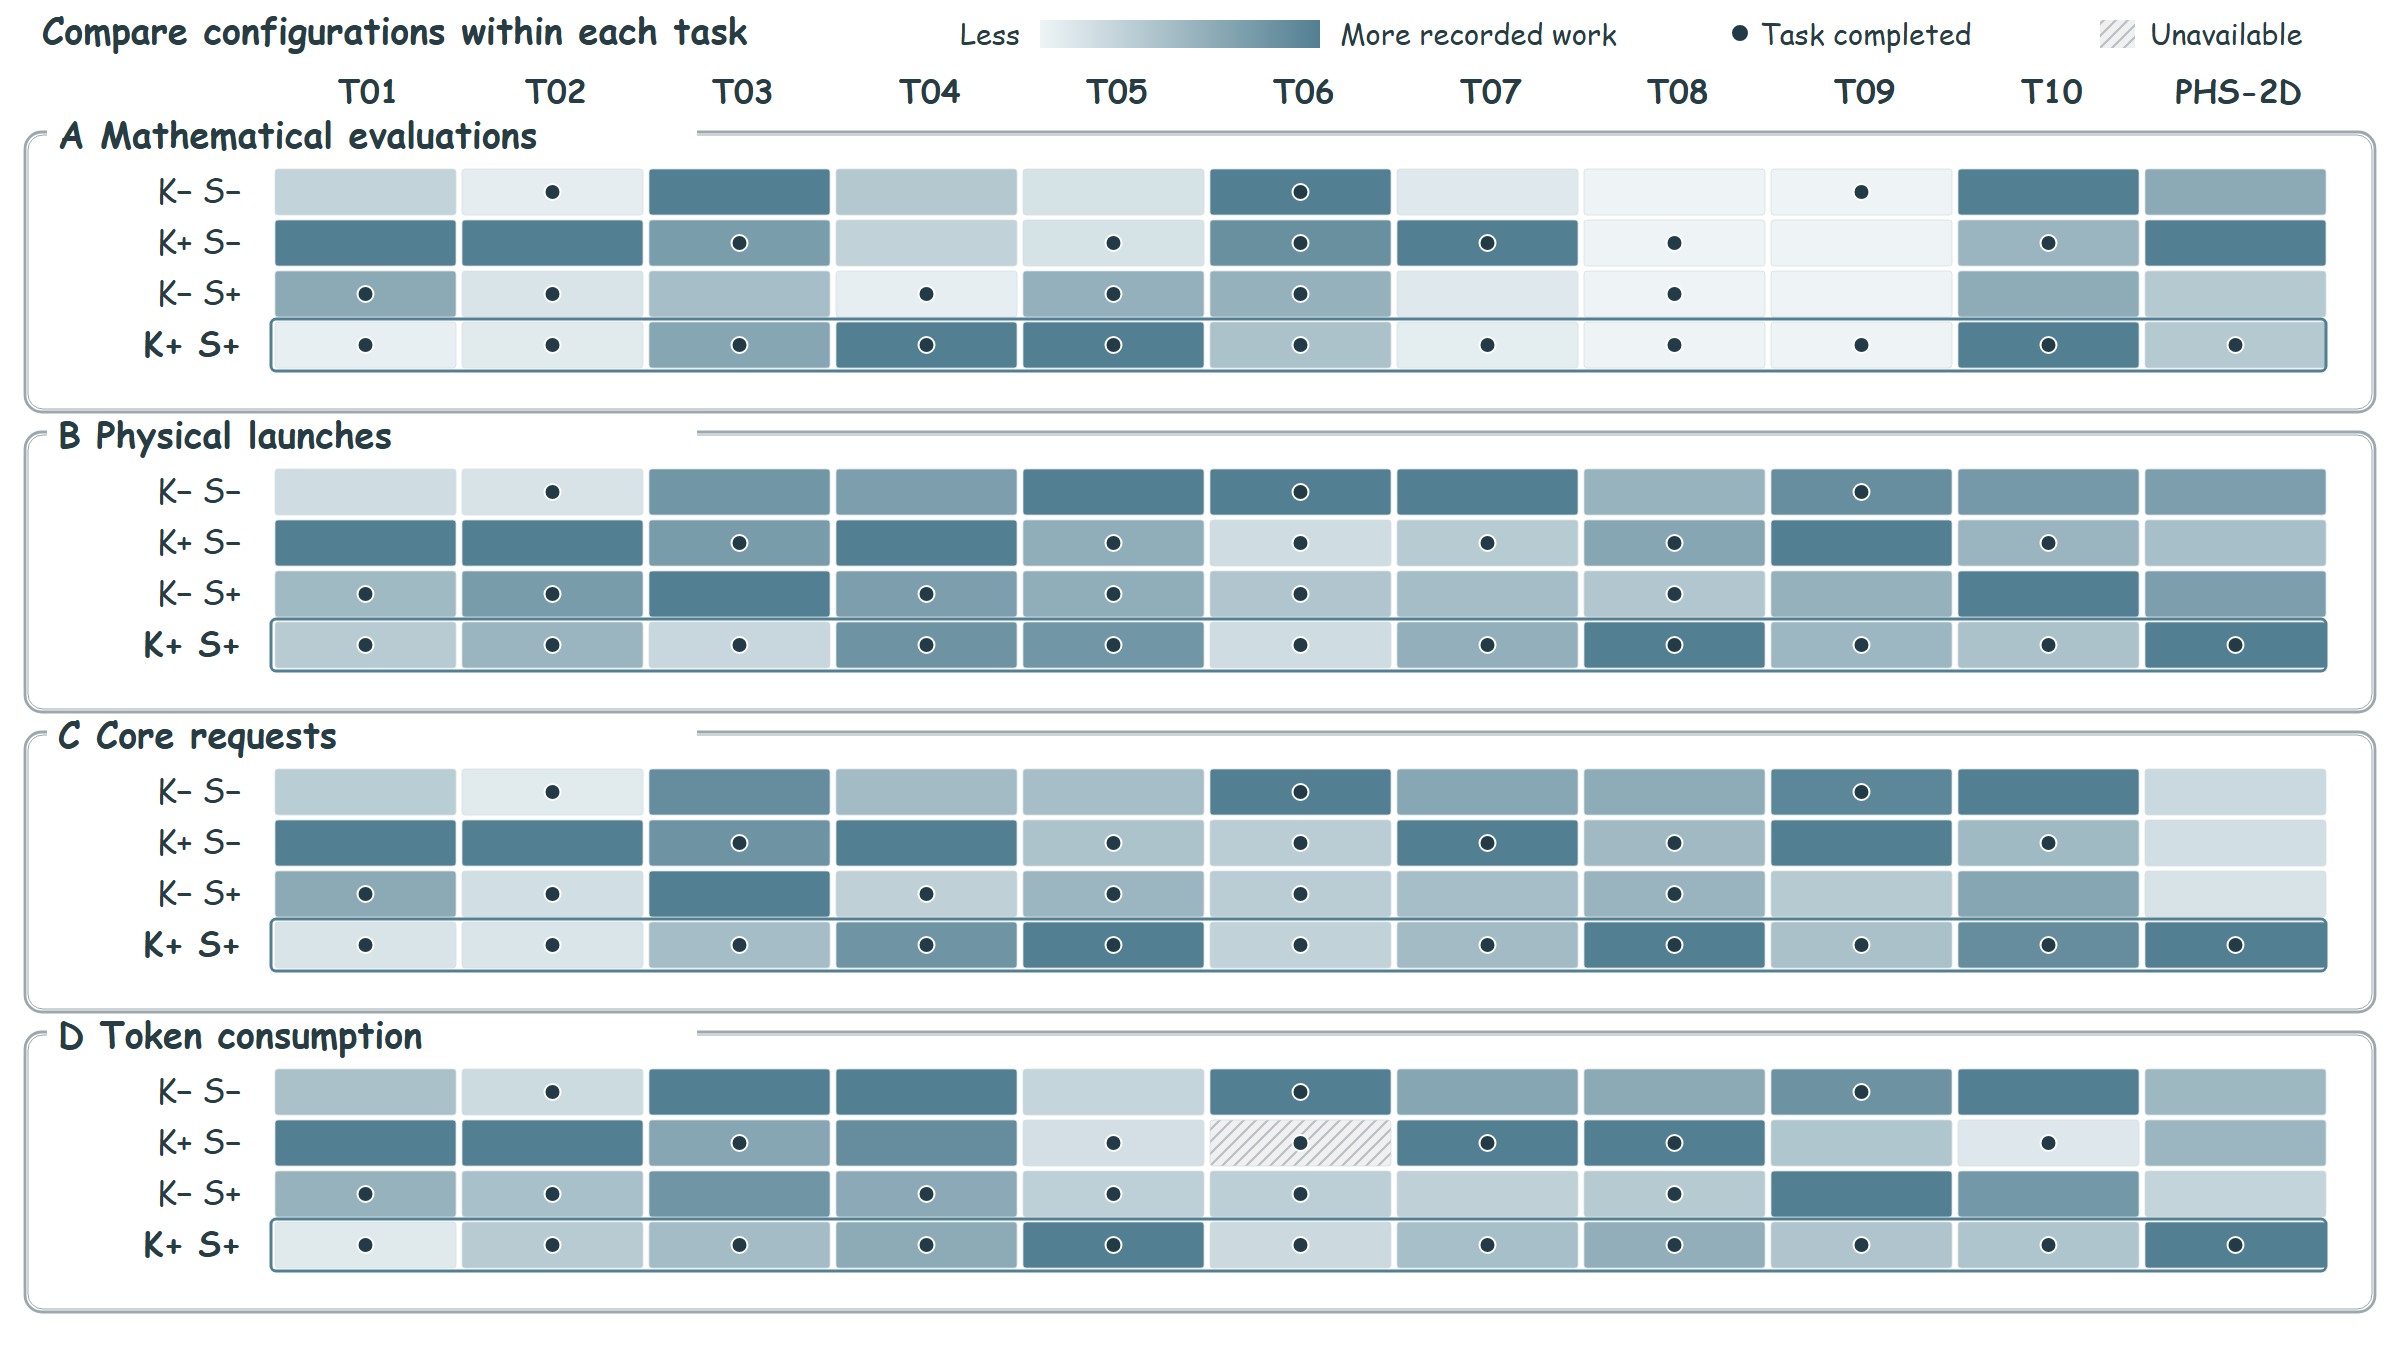 Compare configurations within each task Less More recorded work Task completed Unavailable
T01 T02 T03 T04 T05 T06 T07 T08 T09 T10 PHS-2D
A Mathematical evaluations
K– S–
K+ S–
K– S+
K+ S+
B Physical launches
K– S–
K+ S–
K– S+
K+ S+
C Core requests
K– S–
K+ S–
K– S+
K+ S+
D Token consumption
K– S–
K+ S–
K– S+
K+ S+